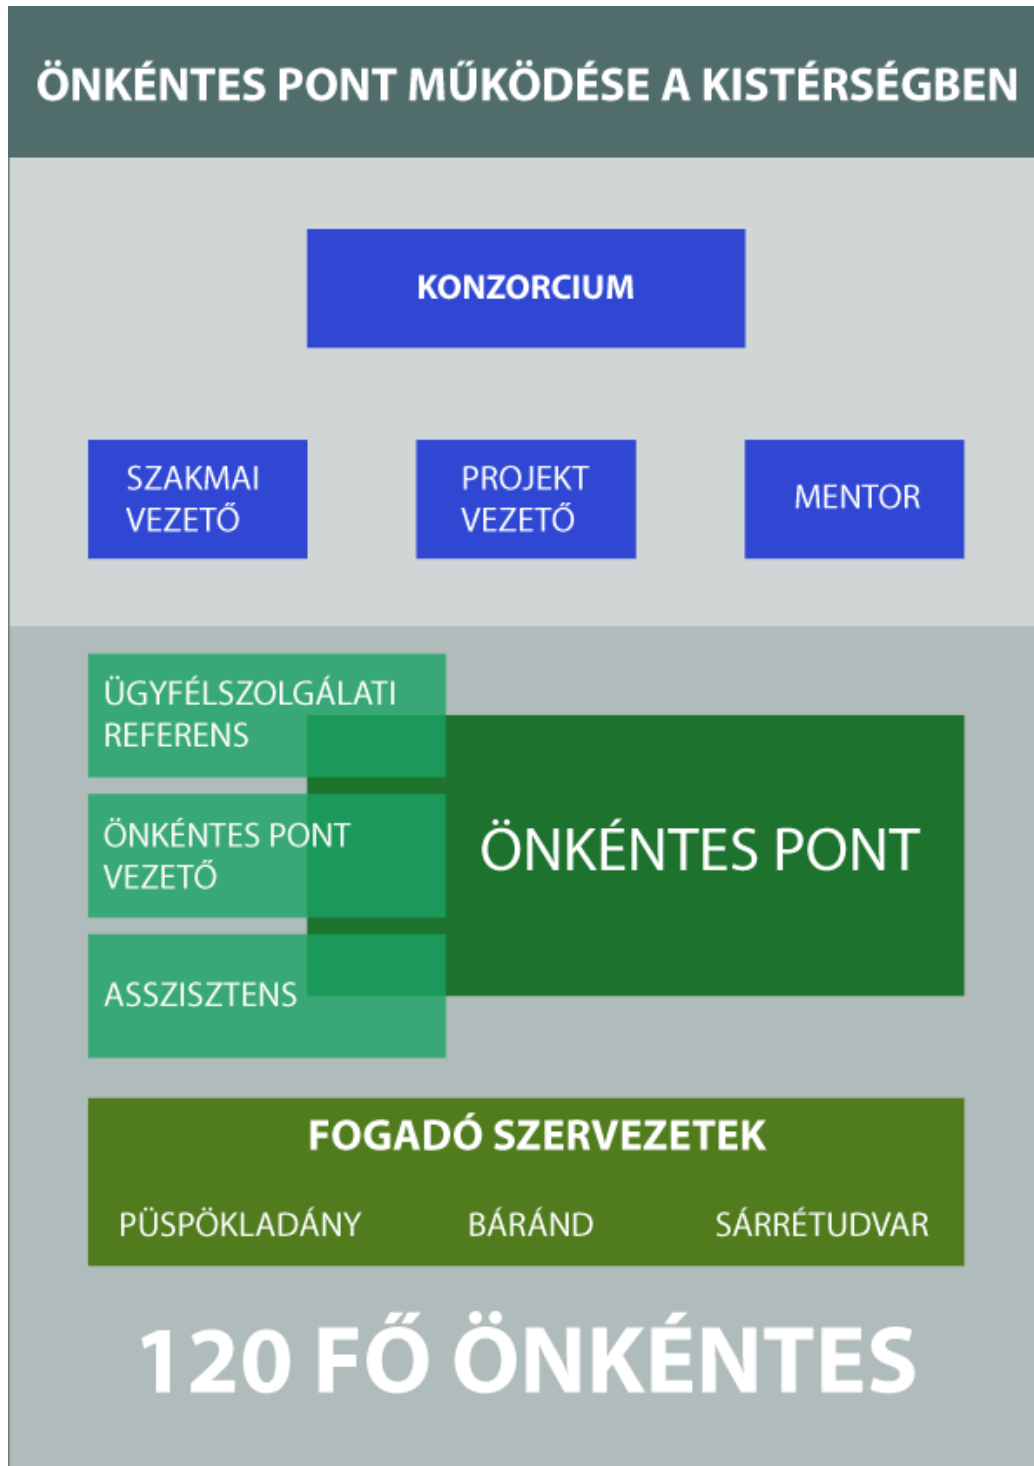 ÖNKÉNTES PONT MŰKÖDÉSE A KISTÉRSÉGBEN
KONZORCIUM
SZAKMAI
VEZETŐ
PROJEKT
VEZETŐ
MENTOR
ÜGYFÉLSZOLGÁLATI
REFERENS
ÖNKÉNTES PONT
VEZETŐ
ASSZISZTENS
ÖNKÉNTES PONT
FOGADÓ SZERVEZETEK
PÜSPÖKLADÁNY BÁRÁND SÁRRÉTUDVAR
120 FŐ ÖNKÉNTES